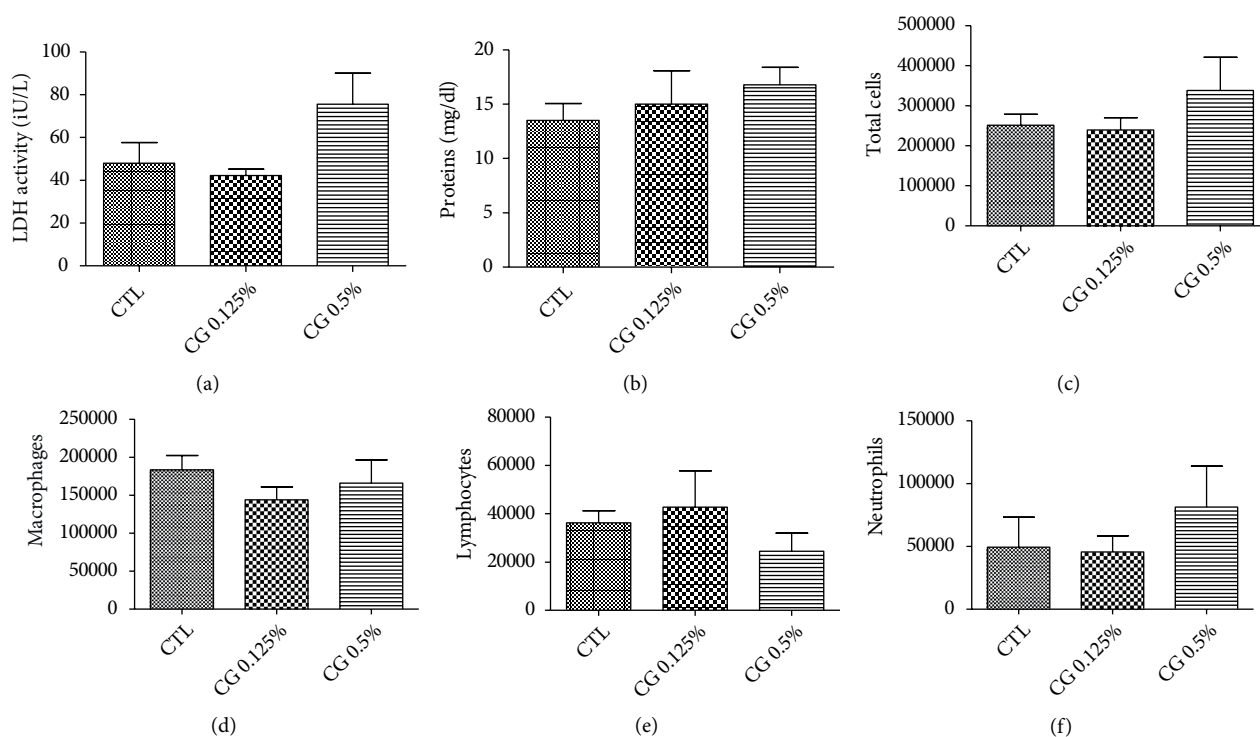 LDH activity (iU/L)
100
80
60
40
20
0
CTL
CG 0.125%
CG 0.5%
(a)
Proteins (mg/dl)
20
15
10
5
0
CTL
CG 0.125%
CG 0.5%
(b)
Total cells
500000
400000
300000
200000
100000
0
CTL
CG 0.125%
CG 0.5%
(c)
Macrophages
250000
200000
150000
100000
50000
0
CTL
CG 0.125%
CG 0.5%
(d)
Lymphocytes
80000
60000
40000
20000
0
CTL
CG 0.125%
CG 0.5%
(e)
Neutrophils
150000
100000
50000
0
CTL
CG 0.125%
CG 0.5%
(f)